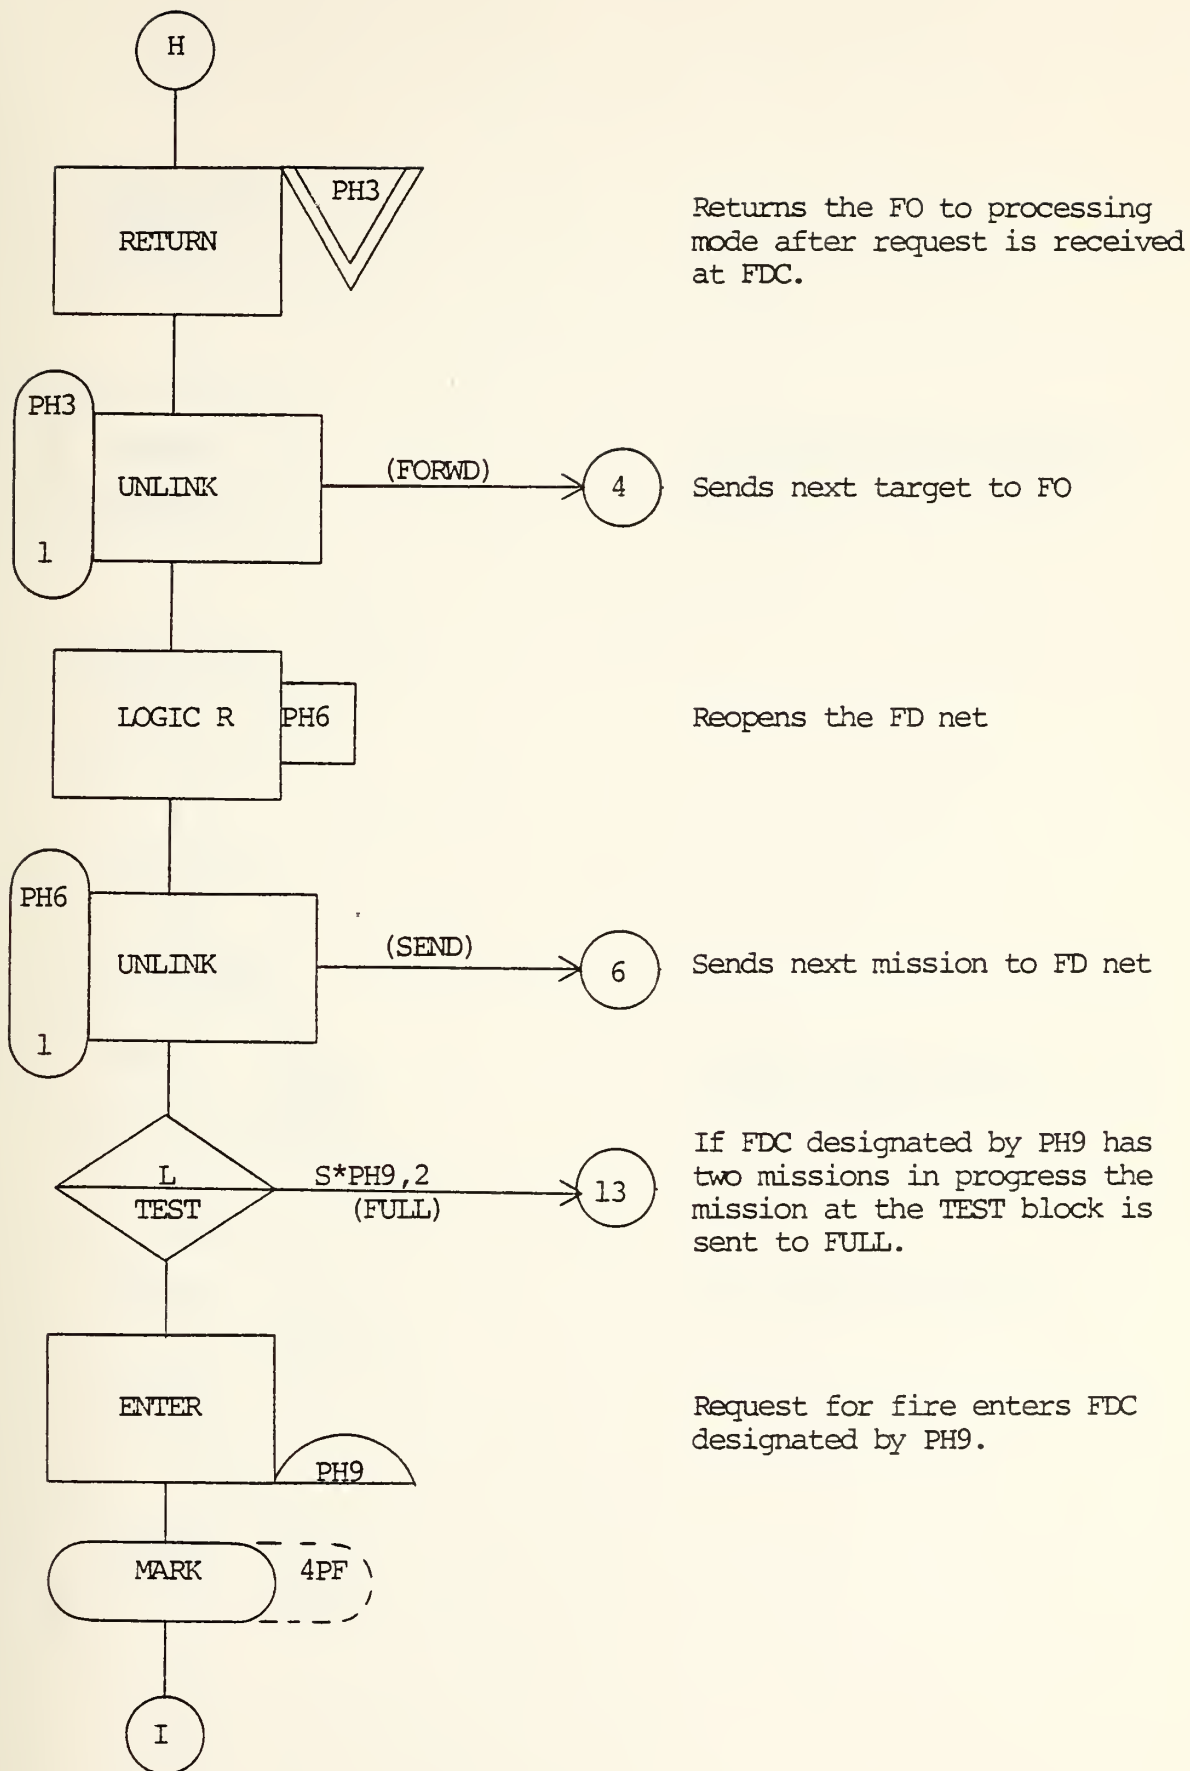 H
RETURN
PH3
Returns the FO to processing
mode after request is received
at FDC.
PH3
1
UNLINK
(FORWD)
4
Sends next target to FO
LOGIC R
PH6
Reopens the FD net
PH6
1
UNLINK
(SEND)
6
Sends next mission to FD net
L
TEST
S*PH9,2
(FULL)
13
If FDC designated by PH9 has
two missions in progress the
mission at the TEST block is
sent to FULL.
ENTER
PH9
Request for fire enters FDC
designated by PH9.
MARK
4PF
I